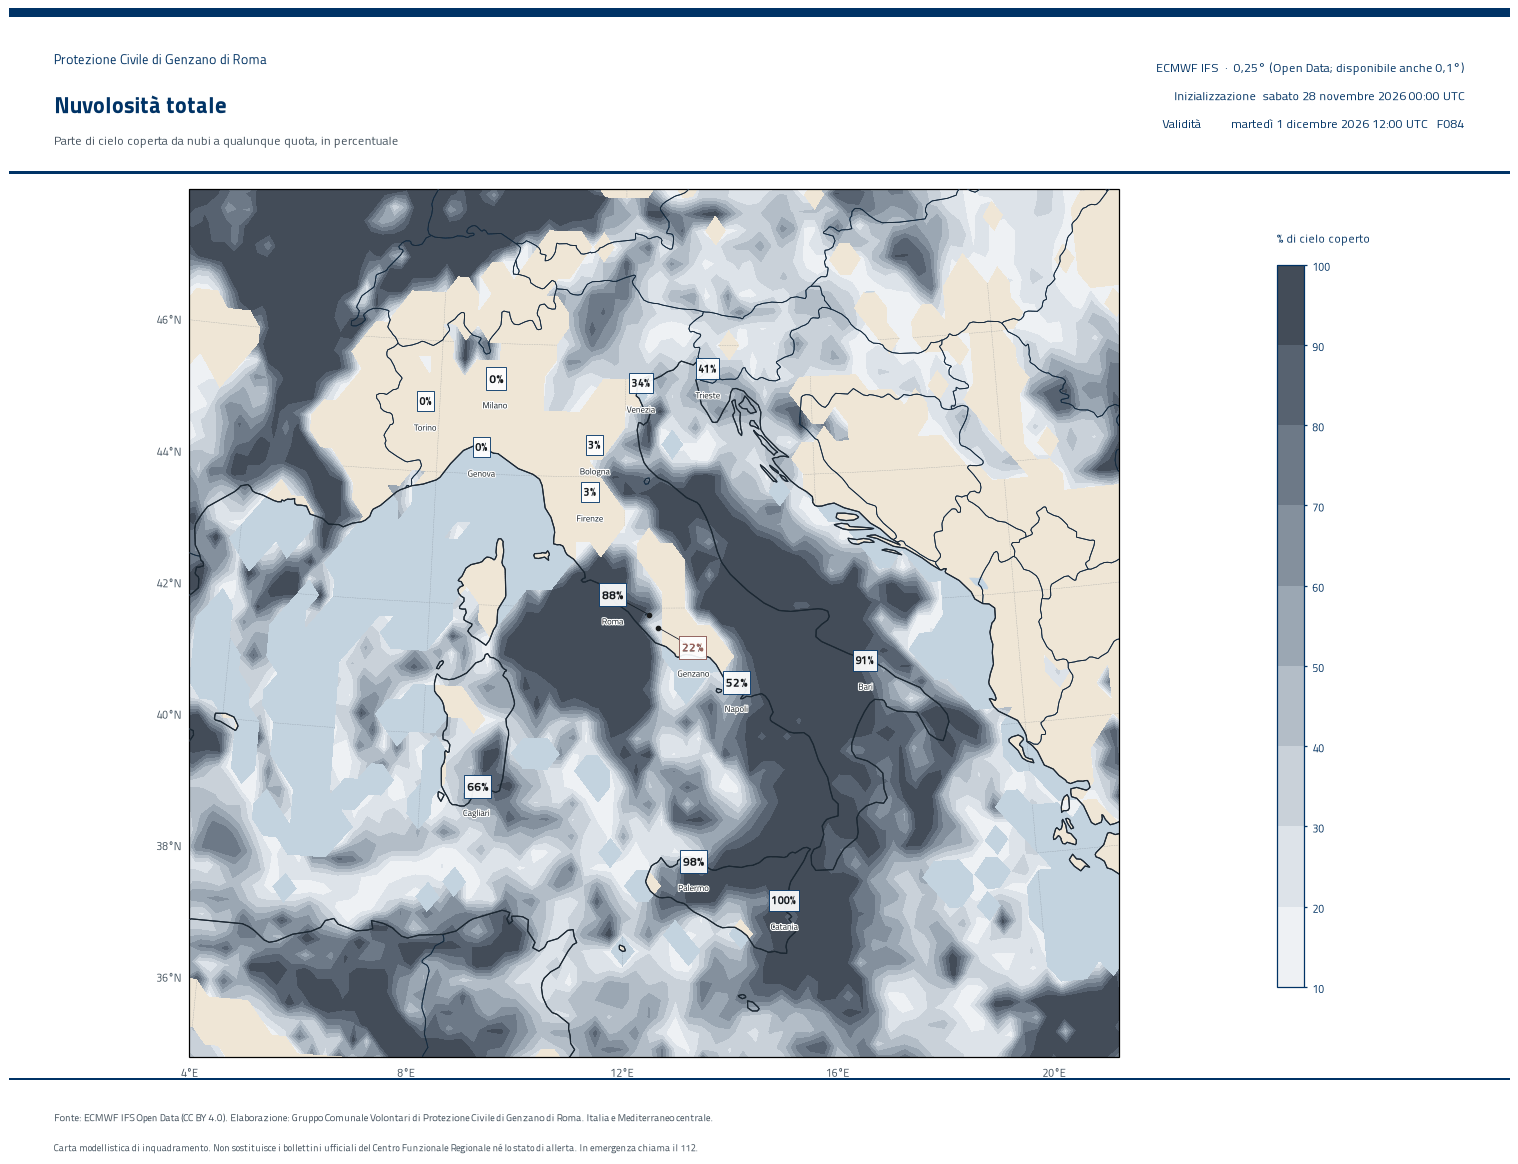 Protezione Civile di Genzano di Roma
Nuvolosità totale
Parte di cielo coperta da nubi a qualunque quota, in percentuale
ECMWF IFS · 0,25° (Open Data; disponibile anche 0,1°)
Inizializzazione sabato 28 novembre 2026 00:00 UTC
Validità martedì 1 dicembre 2026 12:00 UTC F084
% di cielo coperto
100
90
80
70
60
50
40
30
20
10
46°N
44°N
42°N
40°N
38°N
36°N
4°E
8°E
12°E
16°E
20°E
0%
Torino
0%
Milano
0%
Genova
34%
Venezia
41%
Trieste
3%
Bologna
3%
Firenze
88%
Roma
22%
Genzano
52%
Napoli
91%
Bari
66%
Cagliari
98%
Palermo
100%
Catania
Fonte: ECMWF IFS Open Data (CC BY 4.0). Elaborazione: Gruppo Comunale Volontari di Protezione Civile di Genzano di Roma. Italia e Mediterraneo centrale.
Carta modellistica di inquadramento. Non sostituisce i bollettini ufficiali del Centro Funzionale Regionale né lo stato di allerta. In emergenza chiama il 112.